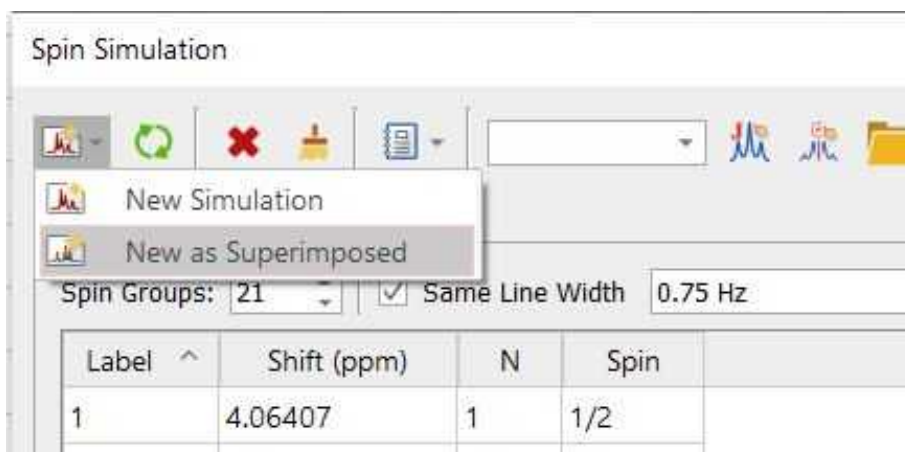 Spin Simulation
New Simulation
New as Superimposed
Spin Groups: 21 Same Line Width 0.75 Hz
Label Shift (ppm) N Spin
1 4.06407 1 1/2